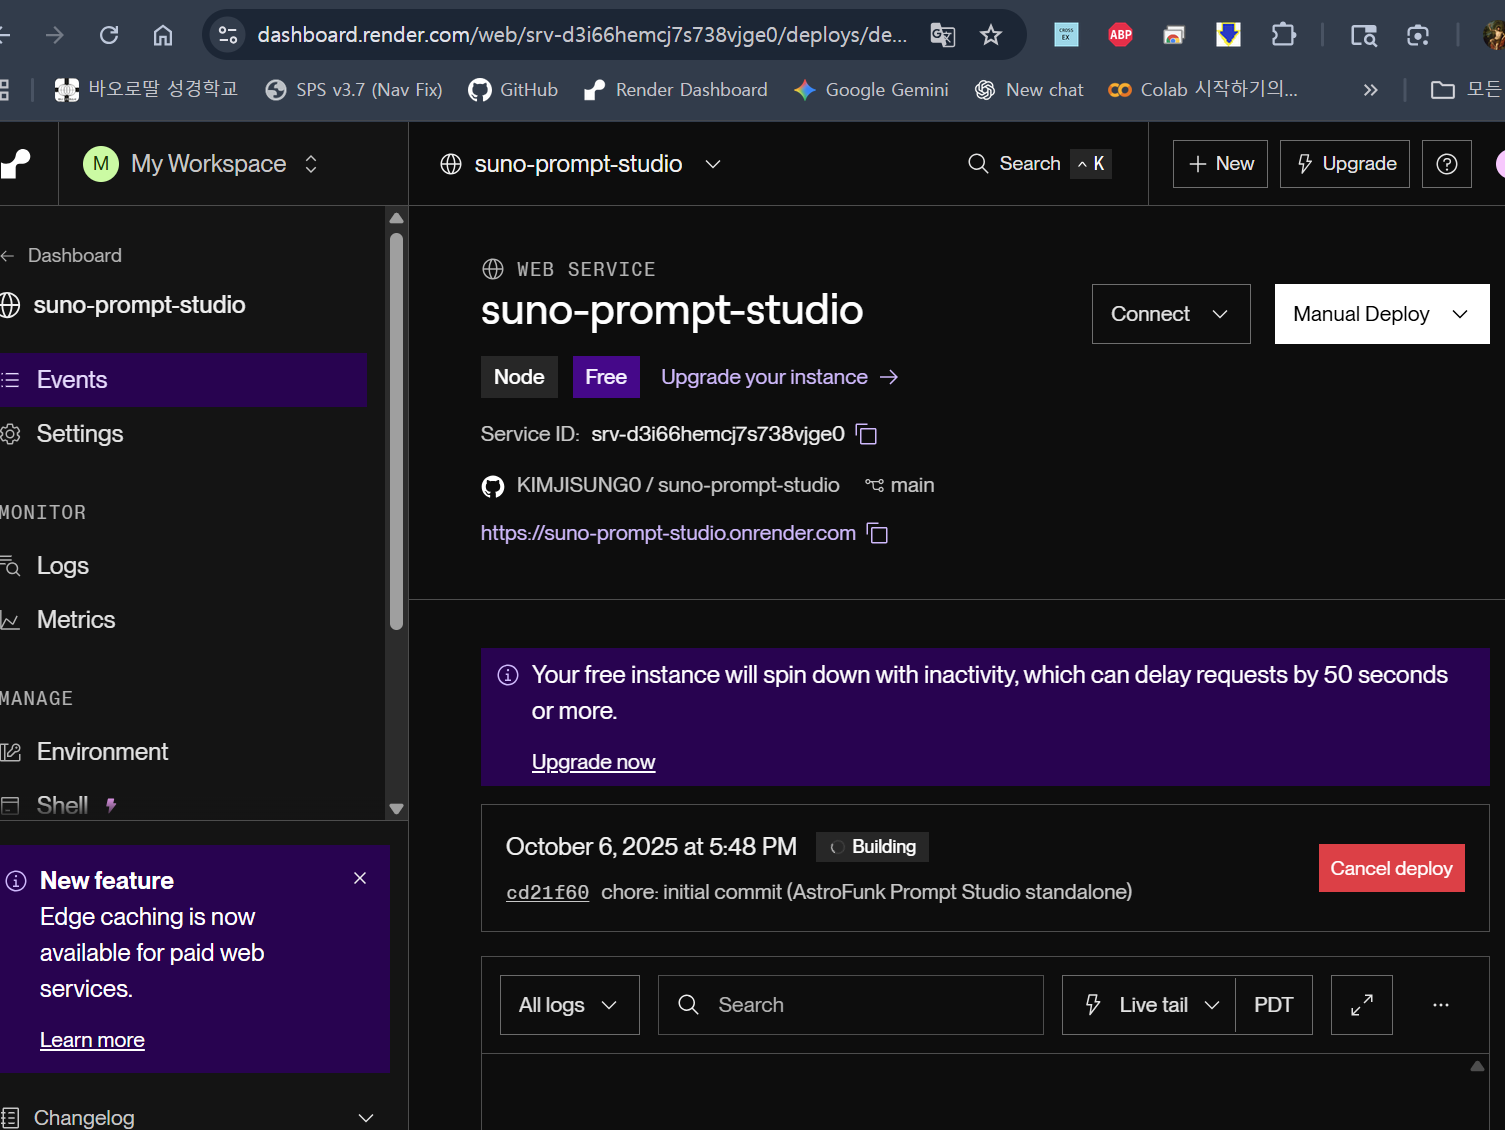 dashboard.render.com/web/srv-d3i66hemcj7s738vjge0/deploys/de...
CROSS EX
ABP
바오로딸 성경학교
SPS v3.7 (Nav Fix)
GitHub
Render Dashboard
Google Gemini
New chat
Colab 시작하기의...
모든
M My Workspace
suno-prompt-studio
Search ^ K
+ New
Upgrade
← Dashboard
suno-prompt-studio
Events
Settings
MONITOR
Logs
Metrics
MANAGE
Environment
Shell
New feature
Edge caching is now
available for paid web
services.
Learn more
Changelog
WEB SERVICE
suno-prompt-studio
Connect
Manual Deploy
Node
Free
Upgrade your instance →
Service ID: srv-d3i66hemcj7s738vjge0
KIMJISUNG0 / suno-prompt-studio main
https://suno-prompt-studio.onrender.com
Your free instance will spin down with inactivity, which can delay requests by 50 seconds
or more.
Upgrade now
October 6, 2025 at 5:48 PM Building
cd21f60 chore: initial commit (AstroFunk Prompt Studio standalone)
Cancel deploy
All logs
Search
Live tail
PDT
...